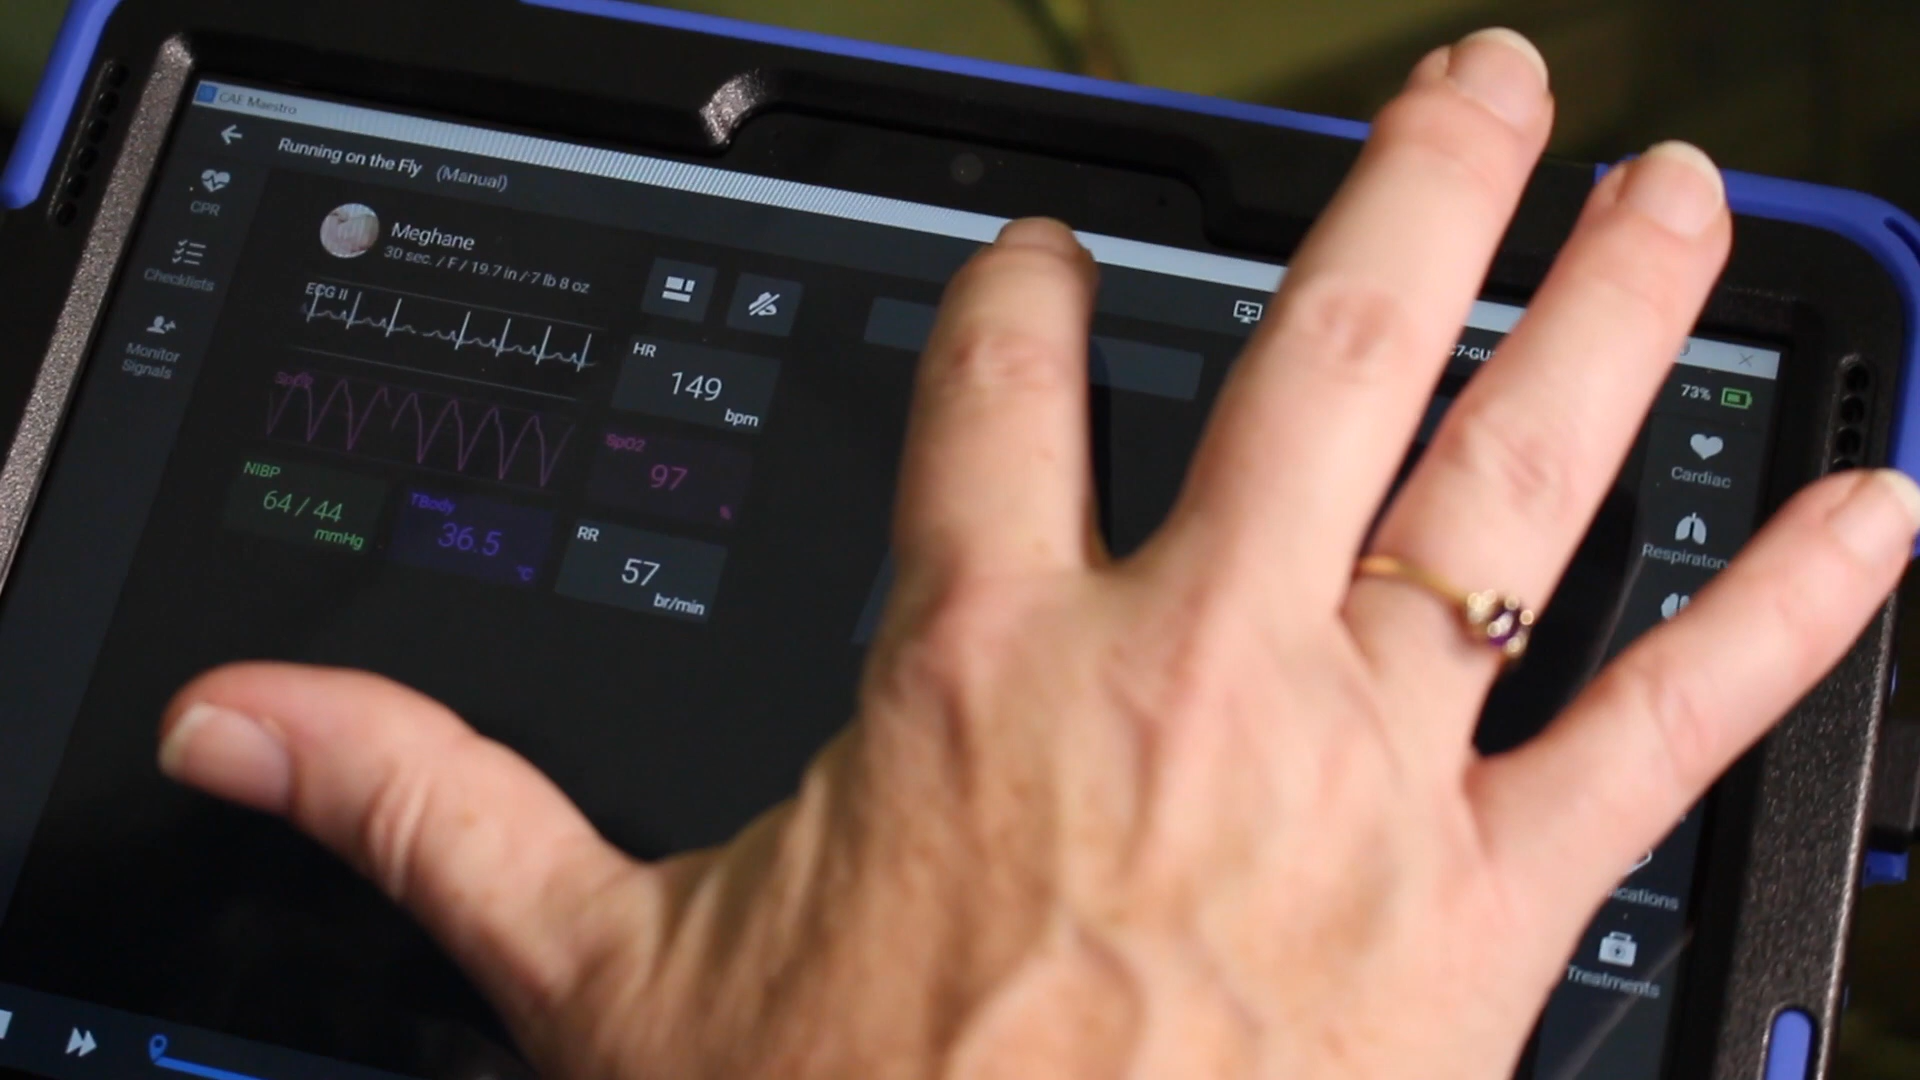 CAE Maestro
Running on the Fly (Manual)
CPR
Checklists
Monitor
Signals
Meghane
30 sec. / F / 19.7 in / 7 lb 8 oz
ECG II
HR
149
bpm
SpO2
SpO2
97
%
NIBP
64 / 44
mmHg
TBody
36.5
°C
RR
57
br/min
73%
Cardiac
Respiratory
Treatments